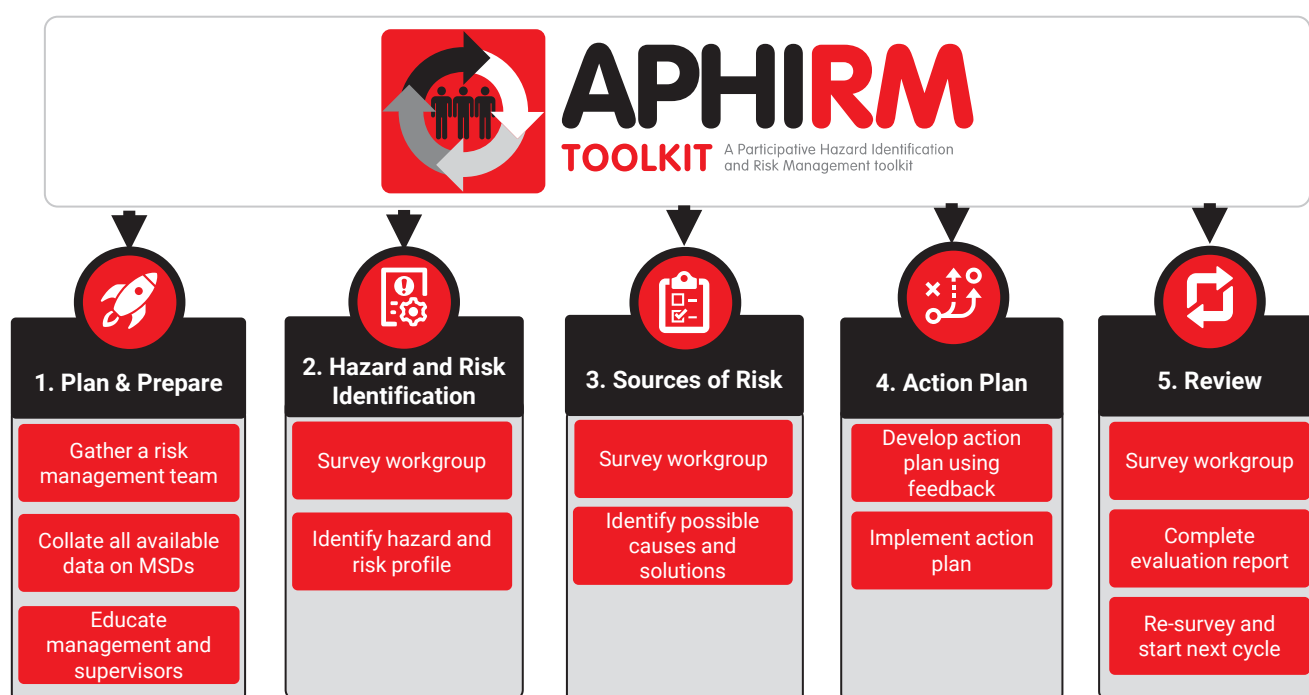 APHIRM
TOOLKIT
A Participative Hazard Identification
and Risk Management toolkit
1. Plan & Prepare
Gather a risk
management team
Collate all available
data on MSDs
Educate
management and
supervisors
2. Hazard and Risk
Identification
Survey workgroup
Identify hazard and
risk profile
3. Sources of Risk
Survey workgroup
Identify possible
causes and
solutions
4. Action Plan
Develop action
plan using
feedback
Implement action
plan
5. Review
Survey workgroup
Complete
evaluation report
Re-survey and
start next cycle